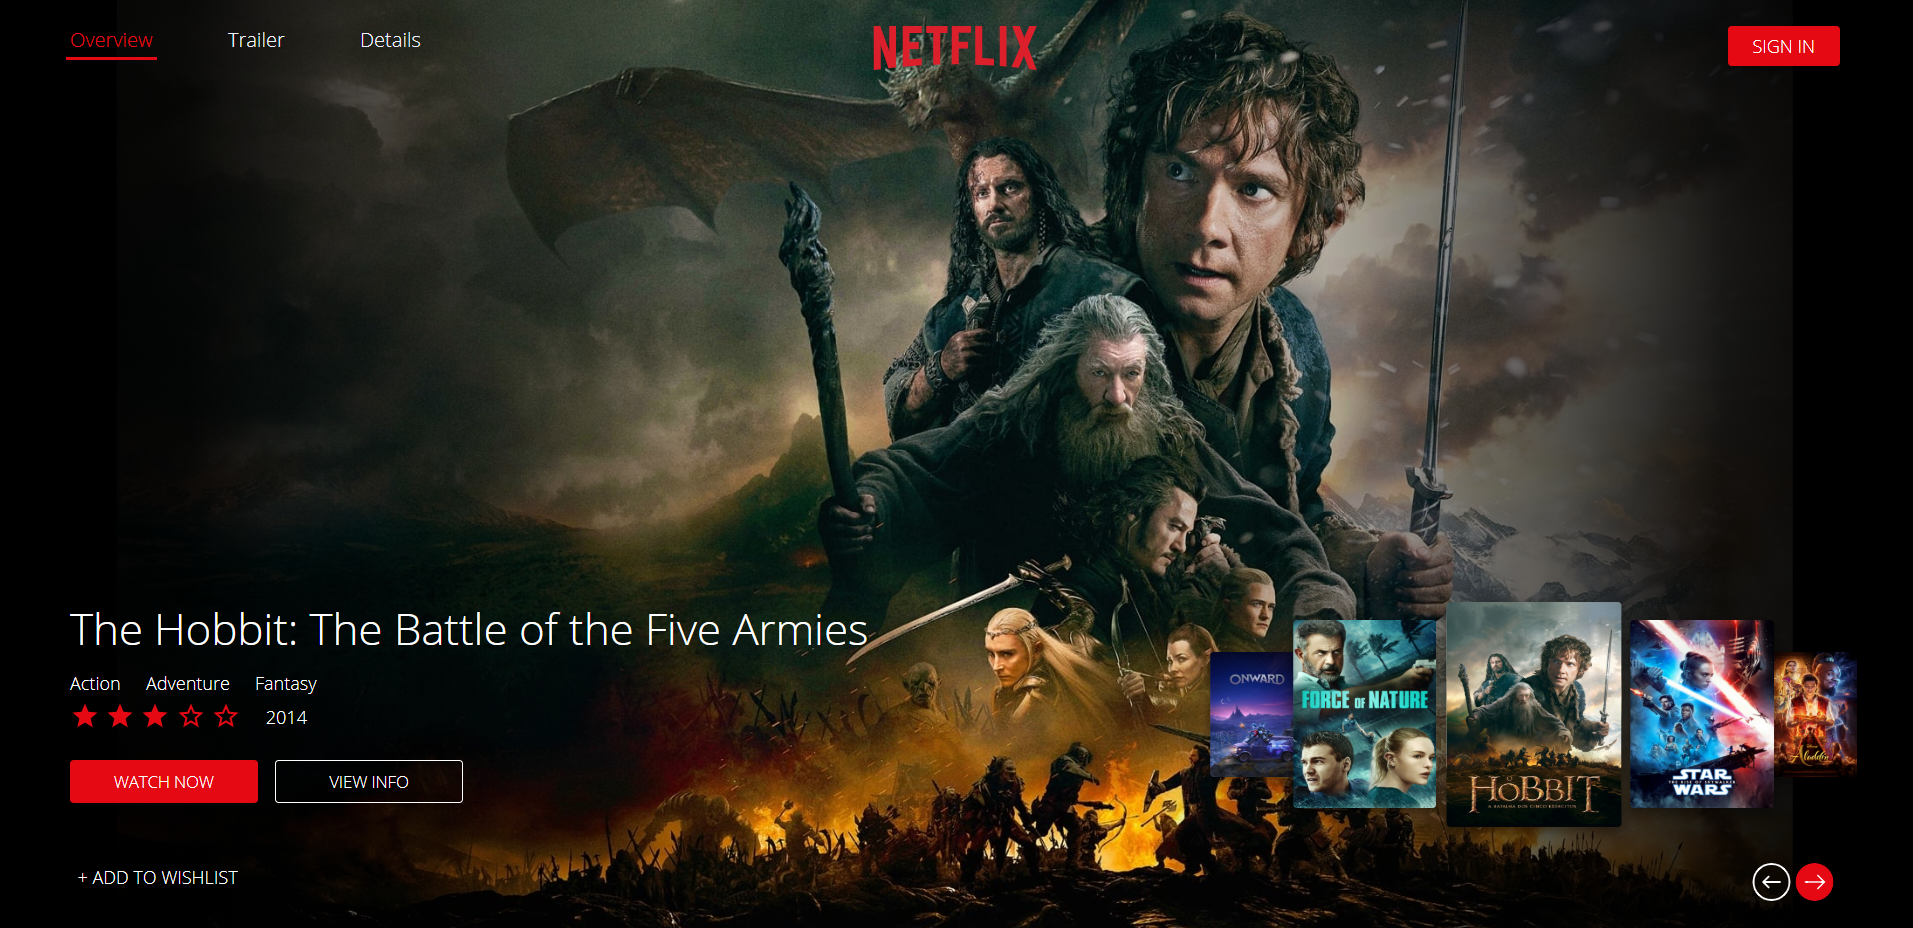 Overview Trailer Details
NETFLIX
SIGN IN
The Hobbit: The Battle of the Five Armies
Action Adventure Fantasy
2014
WATCH NOW
VIEW INFO
+ ADD TO WISHLIST
ONWARD
FORCE OF NATURE
O
HOBBIT
A BATALHA DOS CINCO EXÉRCITOS
STAR
THE RISE OF SKYWALKER
WARS
Aladdin